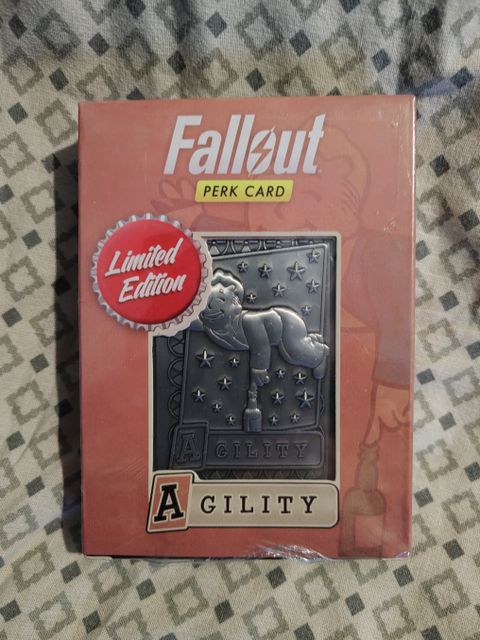 Fallout
PERK CARD
Limited
Edition
AGILITY
AGILITY